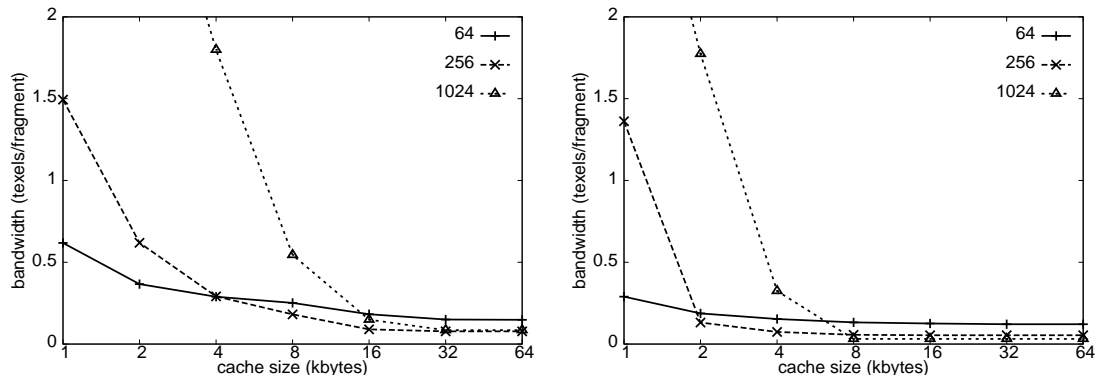 2
1.5
1
0.5
0
bandwidth (texels/fragment)
64
256
1024
1 2 4 8 16 32 64
cache size (kbytes)
2
1.5
1
0.5
0
bandwidth (texels/fragment)
64
256
1024
1 2 4 8 16 32 64
cache size (kbytes)